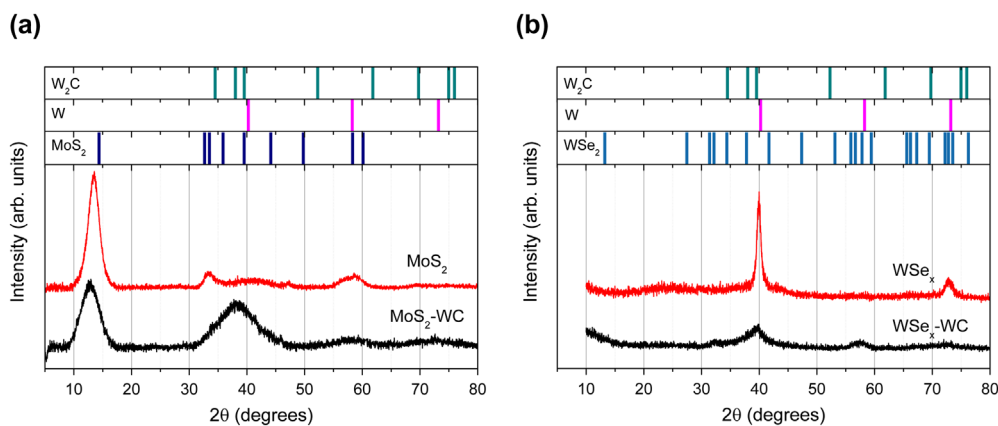 (a)
W₂C
W
MoS₂
Intensity (arb. units)
MoS₂
MoS₂-WC
10 20 30 40 50 60 70 80
2θ (degrees)
(b)
W₂C
W
WSe₂
Intensity (arb. units)
WSeₓ
WSeₓ-WC
10 20 30 40 50 60 70 80
2θ (degrees)